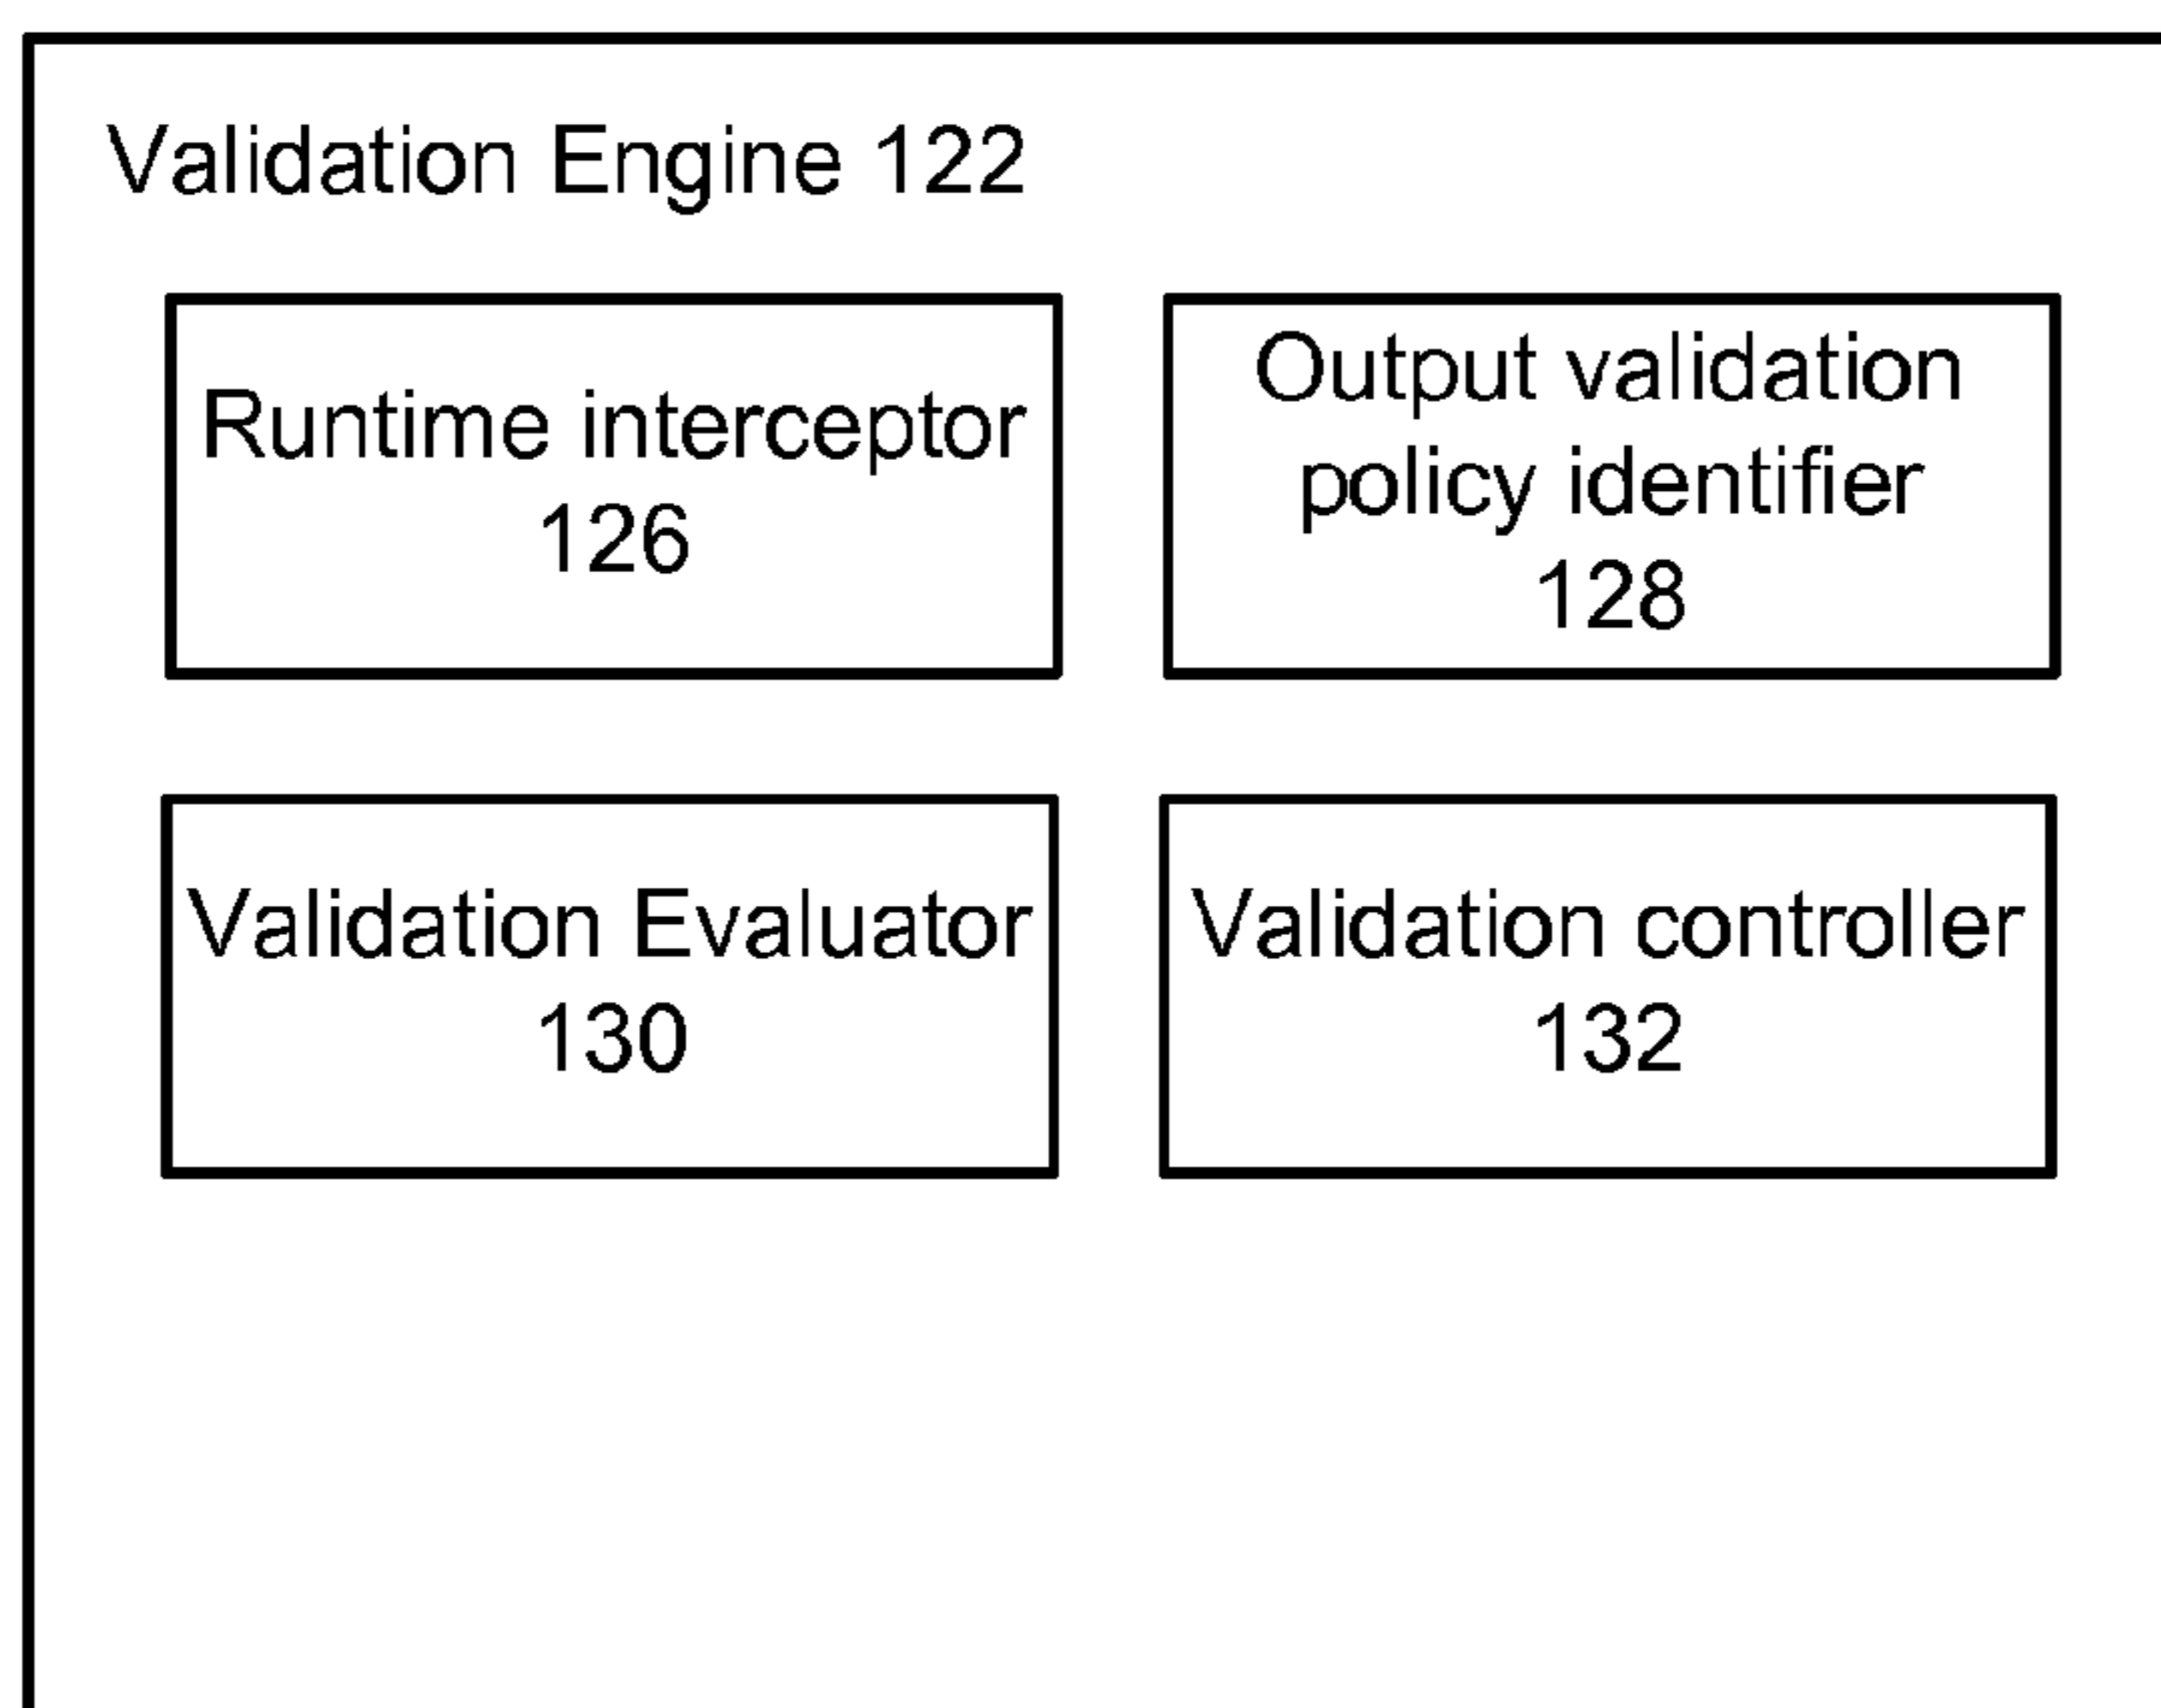 Validation Engine 122
Runtime interceptor
126
Output validation
policy identifier
128
Validation Evaluator
130
Validation controller
132